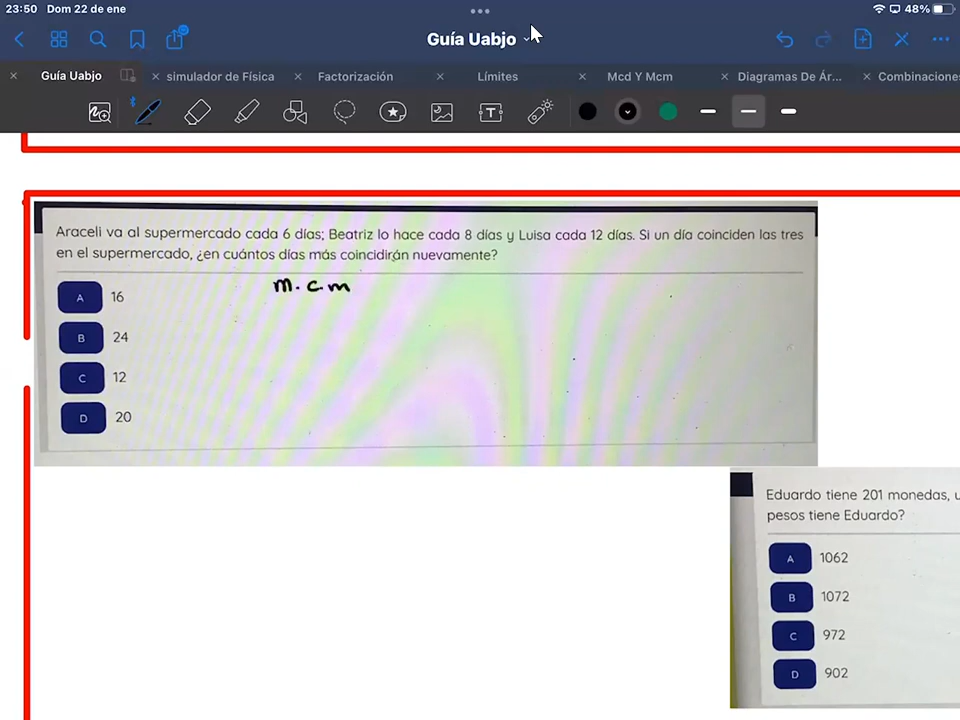 23:50 Dom 22 de ene
48%
Guía Uabjo
Guía Uabjo
simulador de Física
Factorización
Límites
Mcd Y Mcm
Diagramas De Ár...
Combinaciones
T
Araceli va al supermercado cada 6 días; Beatriz lo hace cada 8 días y Luisa cada 12 días. Si un día coinciden las tres
en el supermercado, ¿en cuántos días más coincidirán nuevamente?
m.c.m
A 16
B 24
C 12
D 20
Eduardo tiene 201 monedas, u
pesos tiene Eduardo?
A 1062
B 1072
C 972
D 902